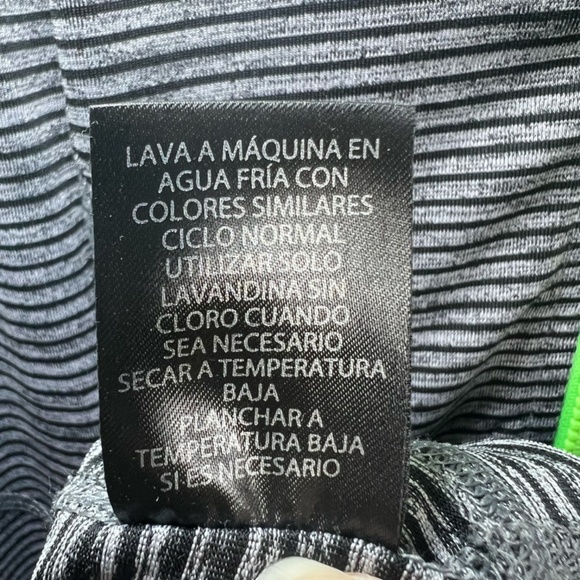 LAVA A MÁQUINA EN
AGUA FRÍA CON
COLORES SIMILARES
CICLO NORMAL
UTILIZAR SOLO
LAVANDINA SIN
CLORO CUANDO
SEA NECESARIO
SECAR A TEMPERATURA
BAJA
PLANCHAR A
TEMPERATURA BAJA
SI ES NECESARIO